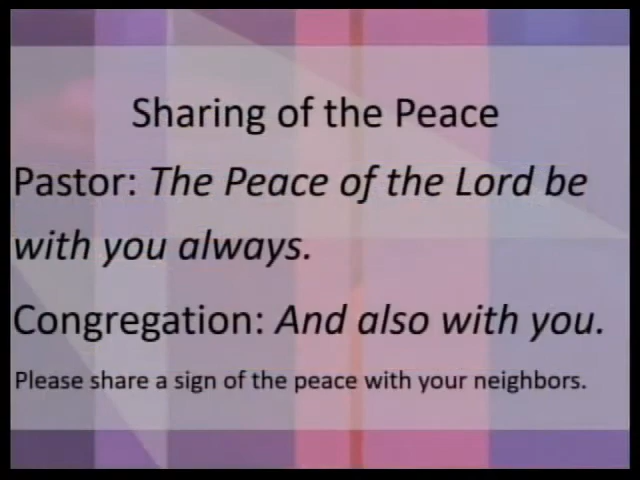 Sharing of the Peace
Pastor: The Peace of the Lord be
with you always.
Congregation: And also with you.
Please share a sign of the peace with your neighbors.